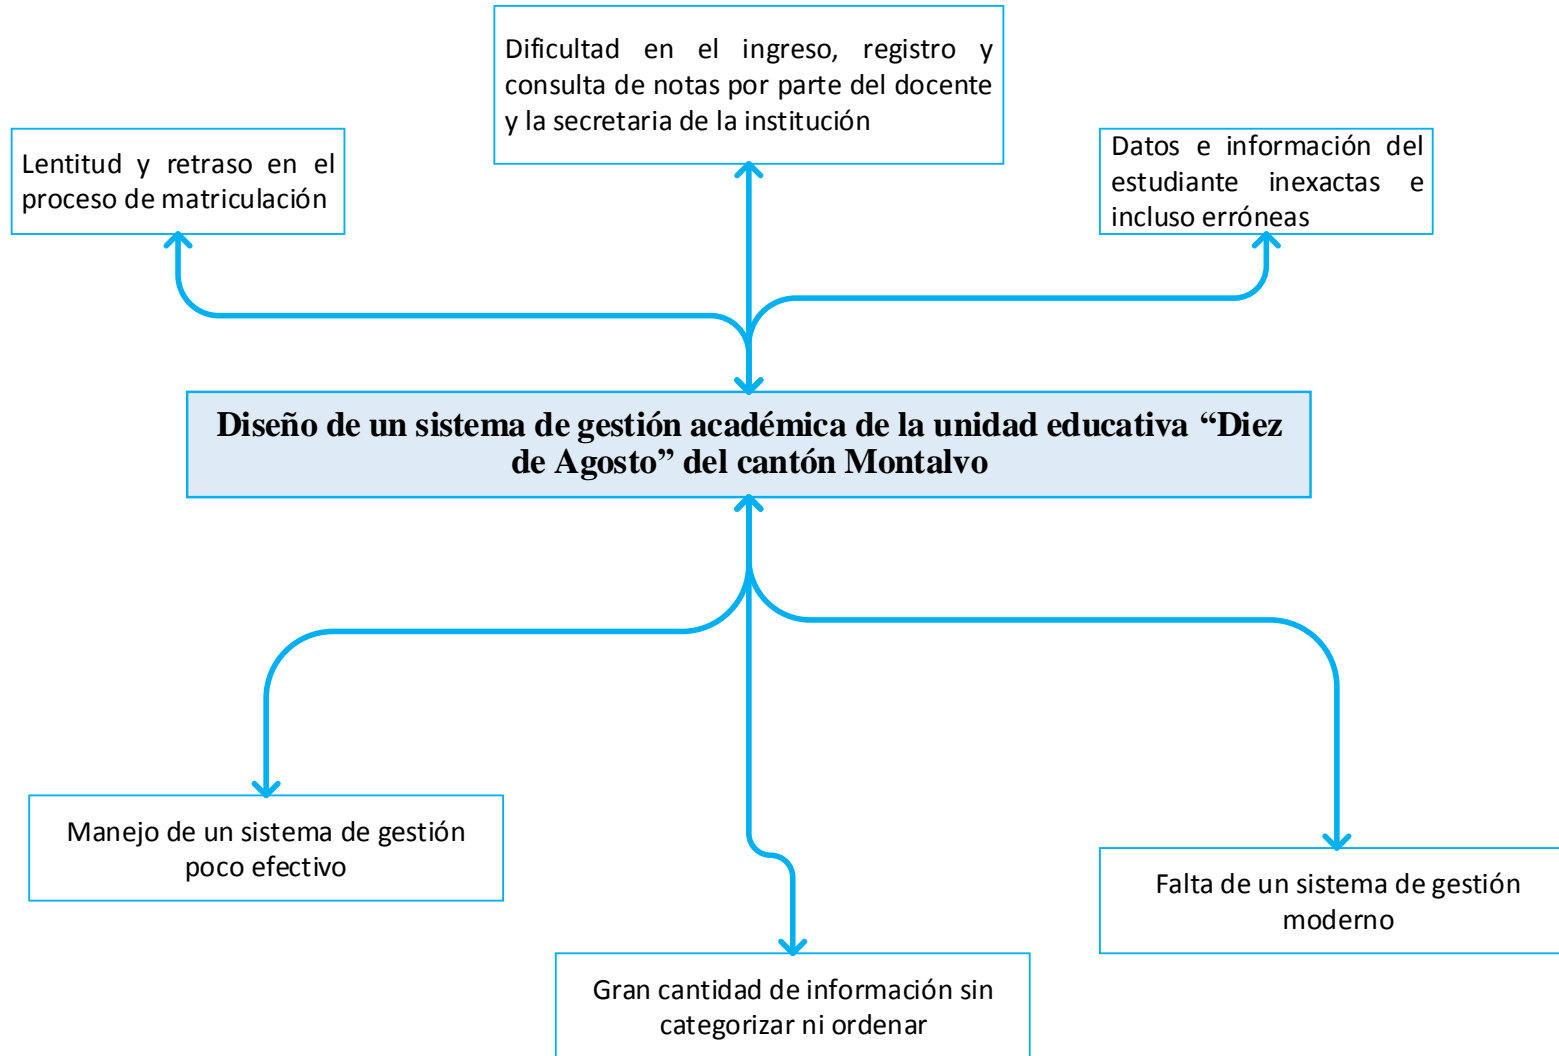 Dificultad en el ingreso, registro y
consulta de notas por parte del docente
y la secretaria de la institución
Lentitud y retraso en el
proceso de matriculación
Datos e información del
estudiante inexactas e
incluso erróneas
Diseño de un sistema de gestión académica de la unidad educativa “Diez
de Agosto” del cantón Montalvo
Manejo de un sistema de gestión
poco efectivo
Falta de un sistema de gestión
moderno
Gran cantidad de información sin
categorizar ni ordenar